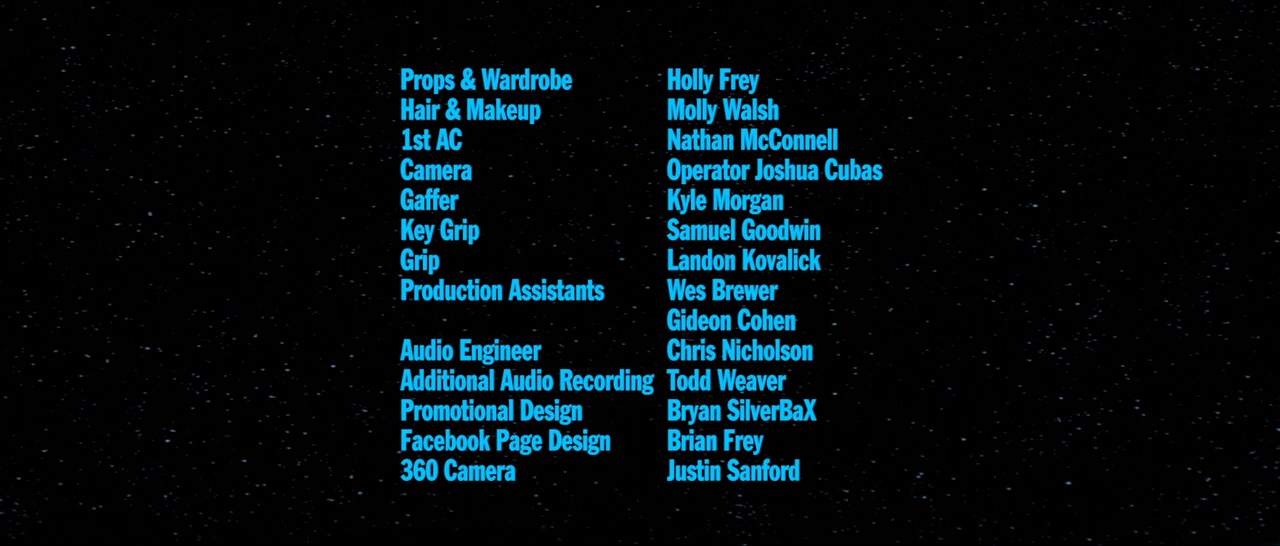 Props & Wardrobe Holly Frey
Hair & Makeup Molly Walsh
1st AC Nathan McConnell
Camera Operator Joshua Cubas
Gaffer Kyle Morgan
Key Grip Samuel Goodwin
Grip Landon Kovalick
Production Assistants Wes Brewer
Gideon Cohen
Audio Engineer Chris Nicholson
Additional Audio Recording Todd Weaver
Promotional Design Bryan SilverBaX
Facebook Page Design Brian Frey
360 Camera Justin Sanford